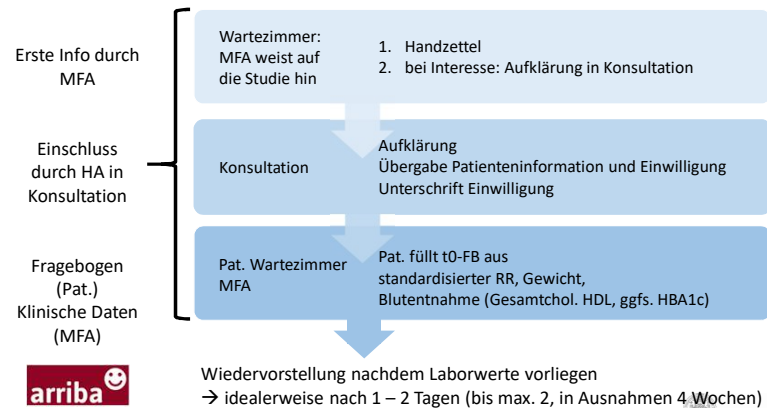 Erste Info durch
MFA
Wartezimmer:
MFA weist auf
die Studie hin
1. Handzettel
2. bei Interesse: Aufklärung in Konsultation
Einschluss
durch HA in
Konsultation
Konsultation
Aufklärung
Übergabe Patienteninformation und Einwilligung
Unterschrift Einwilligung
Fragebogen
(Pat.)
Klinische Daten
(MFA)
Pat. Wartezimmer
MFA
Pat. füllt t0-FB aus
standardisierter RR, Gewicht,
Blutentnahme (Gesamtchol. HDL, ggfs. HBA1c)
arriba
Wiedervorstellung nachdem Laborwerte vorliegen
→ idealerweise nach 1 – 2 Tagen (bis max. 2, in Ausnahmen 4 Wochen)